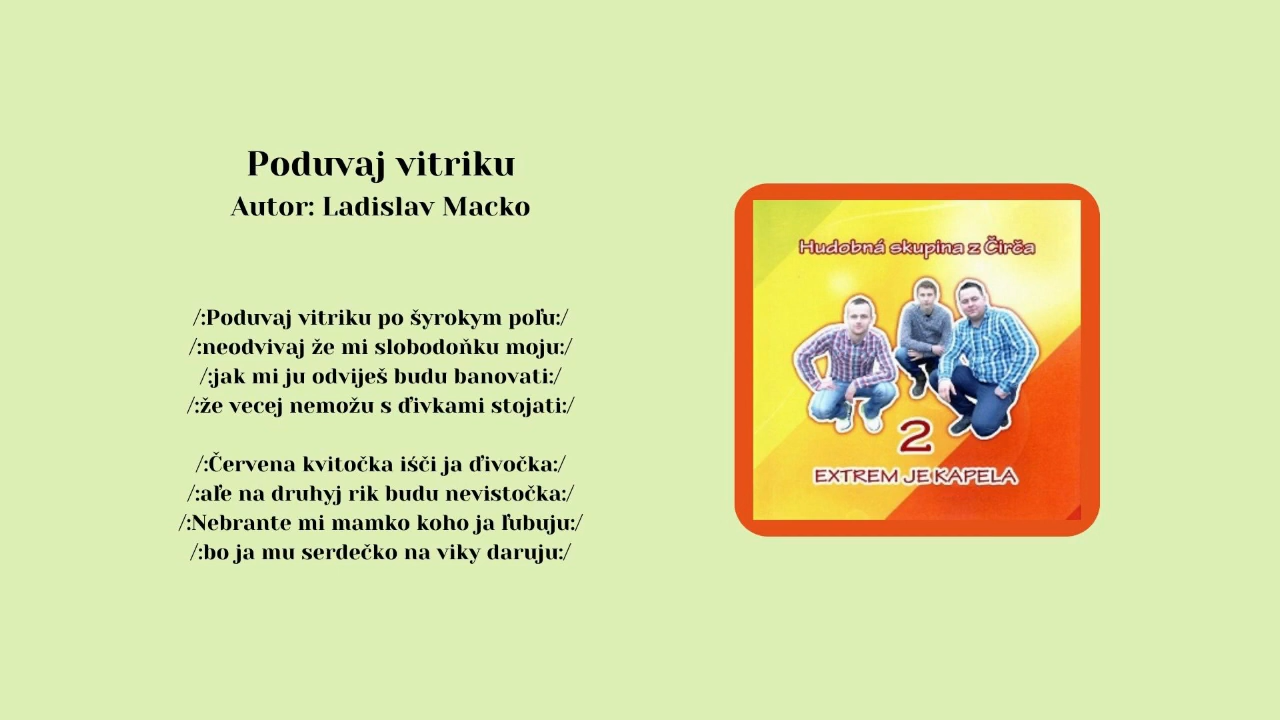 Poduvaj vitriku
Autor: Ladislav Macko
/:Poduvaj vitriku po šyrokym poľu:/
/:neodvivaj že mi slobodoňku moju:/
/:jak mi ju odviješ budu banovati:/
/:že vecej nemožu s ďivkami stojati:/
/:Červena kvitočka iśči ja ďivočka:/
/:aľe na druhyj rik budu nevistočka:/
/:Nebrante mi mamko koho ja ľubuju:/
/:bo ja mu serdečko na viky daruju:/
Hudobná skupina z Čirča
2
EXTREM JE KAPELA